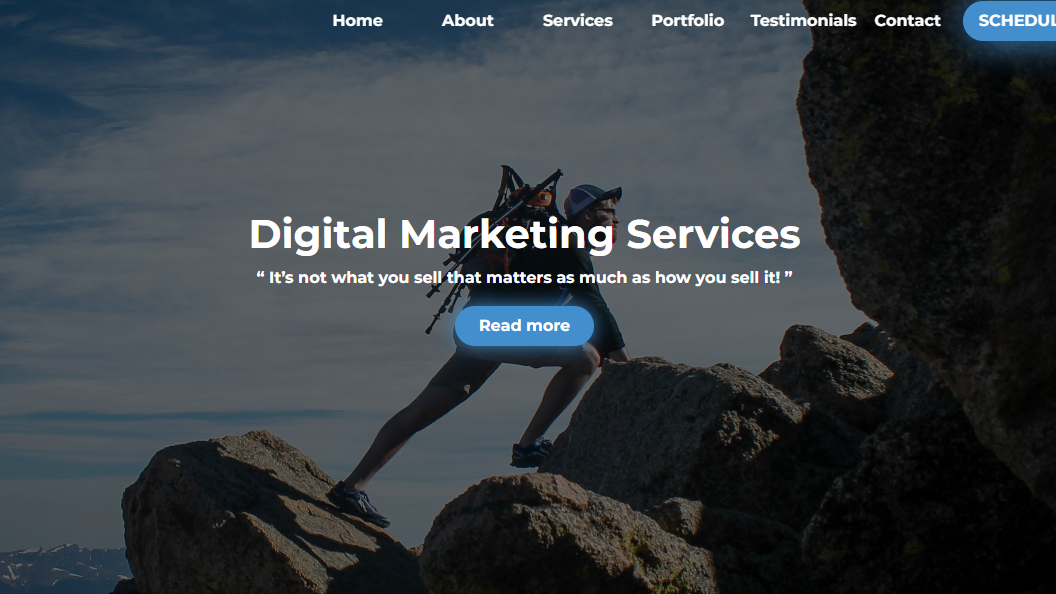 Home About Services Portfolio Testimonials Contact SCHEDUL
Digital Marketing Services
“ It’s not what you sell that matters as much as how you sell it! ”
Read more